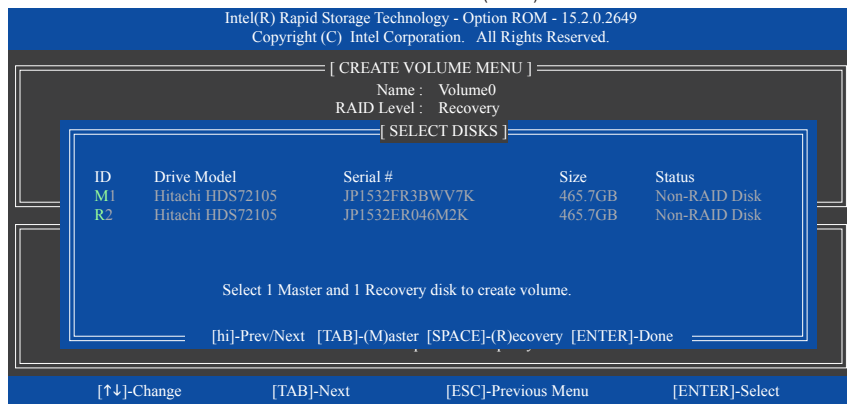 Intel(R) Rapid Storage Technology - Option ROM - 15.2.0.2649
Copyright (C) Intel Corporation. All Rights Reserved.
[ CREATE VOLUME MENU ]
Name : Volume0
RAID Level : Recovery
[ SELECT DISKS ]
ID Drive Model Serial # Size Status
M1 Hitachi HDS72105 JP1532FR3BWV7K 465.7GB Non-RAID Disk
R2 Hitachi HDS72105 JP1532ER046M2K 465.7GB Non-RAID Disk
Select 1 Master and 1 Recovery disk to create volume.
[hi]-Prev/Next [TAB]-(M)aster [SPACE]-(R)ecovery [ENTER]-Done
[↑↓]-Change [TAB]-Next [ESC]-Previous Menu [ENTER]-Select